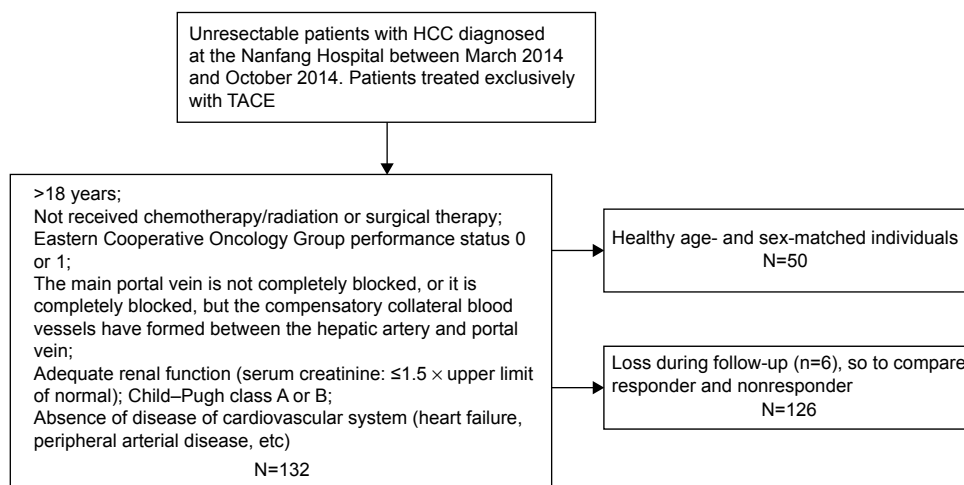 Unresectable patients with HCC diagnosed
at the Nanfang Hospital between March 2014
and October 2014. Patients treated exclusively
with TACE
>18 years;
Not received chemotherapy/radiation or surgical therapy;
Eastern Cooperative Oncology Group performance status 0
or 1;
The main portal vein is not completely blocked, or it is
completely blocked, but the compensatory collateral blood
vessels have formed between the hepatic artery and portal
vein;
Adequate renal function (serum creatinine: ≤1.5 × upper limit
of normal); Child–Pugh class A or B;
Absence of disease of cardiovascular system (heart failure,
peripheral arterial disease, etc)
N=132
Healthy age- and sex-matched individuals
N=50
Loss during follow-up (n=6), so to compare
responder and nonresponder
N=126